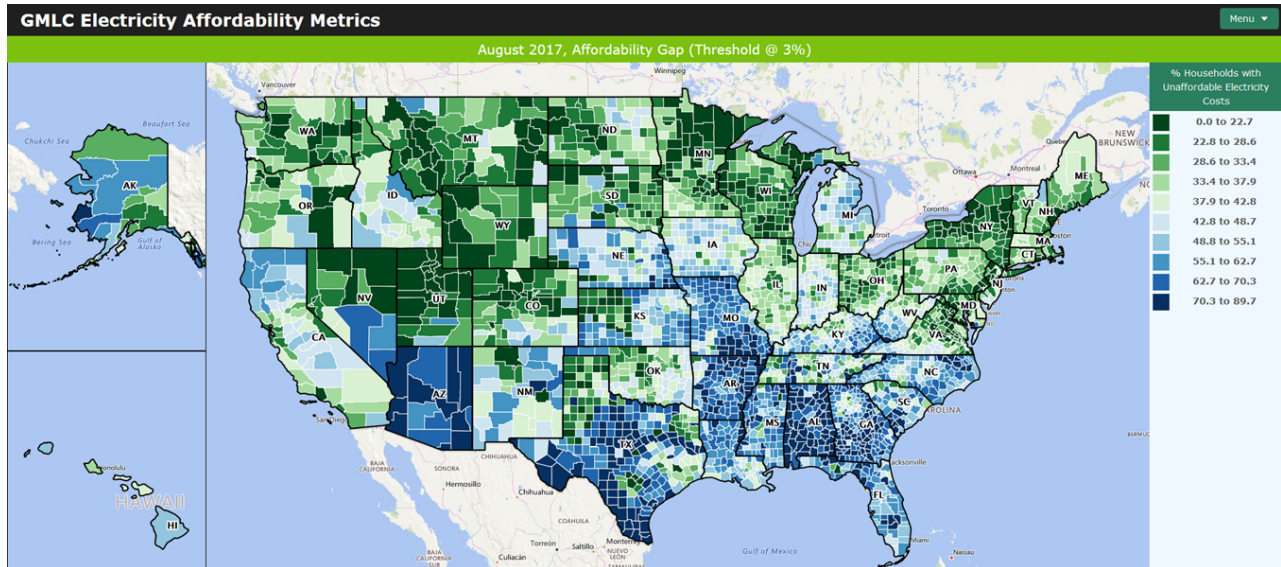 GMLC Electricity Affordability Metrics
Menu
August 2017, Affordability Gap (Threshold @ 3%)
% Households with
Unaffordable Electricity
Costs
0.0 to 22.7
22.8 to 28.6
28.6 to 33.4
33.4 to 37.9
37.9 to 42.8
42.8 to 48.7
48.8 to 55.1
55.1 to 62.7
62.7 to 70.3
70.3 to 89.7
Vancouver
Winnipeg
Beaufort Sea
Chukchi Sea
AK
Bering Sea
Gulf of
Alaska
Honolulu
HAWAII
HI
WA
MT
ND
MN
OR
ID
SD
WI
WY
MI
NE
IA
NV
UT
CO
KS
MO
IL
IN
OH
CA
AZ
NM
OK
AR
KY
TN
WV
VA
NC
SC
TX
MS
AL
GA
FL
ME
VT
NH
NY
MA
CT
PA
NJ
MD
NEW
BRUNSWICK
Montreal
Ottawa
Toronto
CAROLINA
Jacksonville
Miami
Nassau
Gulf of Mexico
BAJA
CALIFORNIA
SONORA
Hermosillo
CHIHUAHUA
Chihuahua
COAHUILA
Torreón
Saltillo
NUEVO
LEÓN
BAJA
CALIFORNIA
SUR
Culiacán